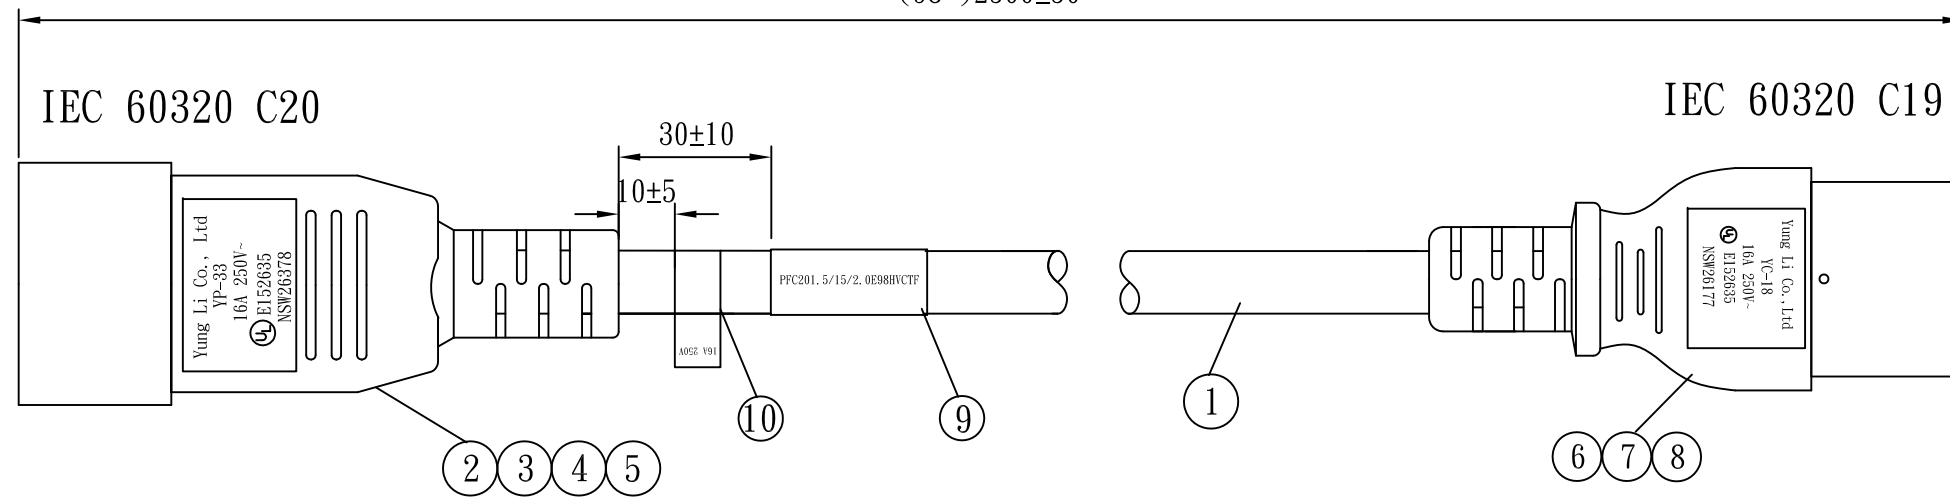 IEC 60320 C20
IEC 60320 C19
30±10
10±5
Yung Li Co., Ltd
YP-33
16A 250V~
UL E152635
NSW26378
PFC201.5/15/2.0E98HVCTF
16A 250V
Yung Li Co.,Ltd
YC-18
16A 250V~
UL E152635
NSW26177
10
9
1
2 3 4 5
6 7 8